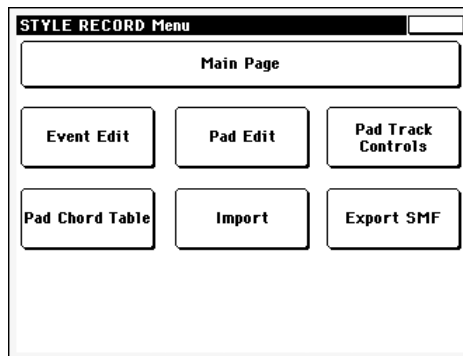 STYLE RECORD Menu
Main Page
Event Edit
Pad Edit
Pad Track
Controls
Pad Chord Table
Import
Export SMF